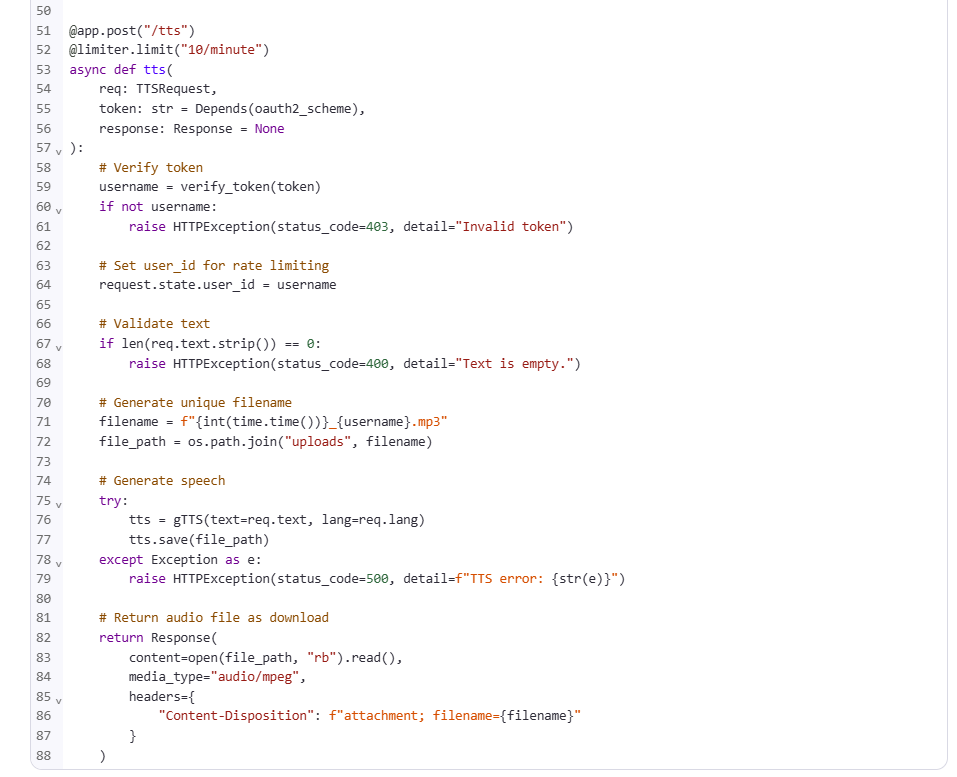 50
51 @app.post("/tts")
52 @limiter.limit("10/minute")
53 async def tts(
54     req: TTSRequest,
55     token: str = Depends(oauth2_scheme),
56     response: Response = None
57 ):
58     # Verify token
59     username = verify_token(token)
60     if not username:
61         raise HTTPException(status_code=403, detail="Invalid token")
62
63     # Set user_id for rate limiting
64     request.state.user_id = username
65
66     # Validate text
67     if len(req.text.strip()) == 0:
68         raise HTTPException(status_code=400, detail="Text is empty.")
69
70     # Generate unique filename
71     filename = f"{int(time.time())}_{username}.mp3"
72     file_path = os.path.join("uploads", filename)
73
74     # Generate speech
75     try:
76         tts = gTTS(text=req.text, lang=req.lang)
77         tts.save(file_path)
78     except Exception as e:
79         raise HTTPException(status_code=500, detail=f"TTS error: {str(e)}")
80
81     # Return audio file as download
82     return Response(
83         content=open(file_path, "rb").read(),
84         media_type="audio/mpeg",
85         headers={
86             "Content-Disposition": f"attachment; filename={filename}"
87         }
88     )